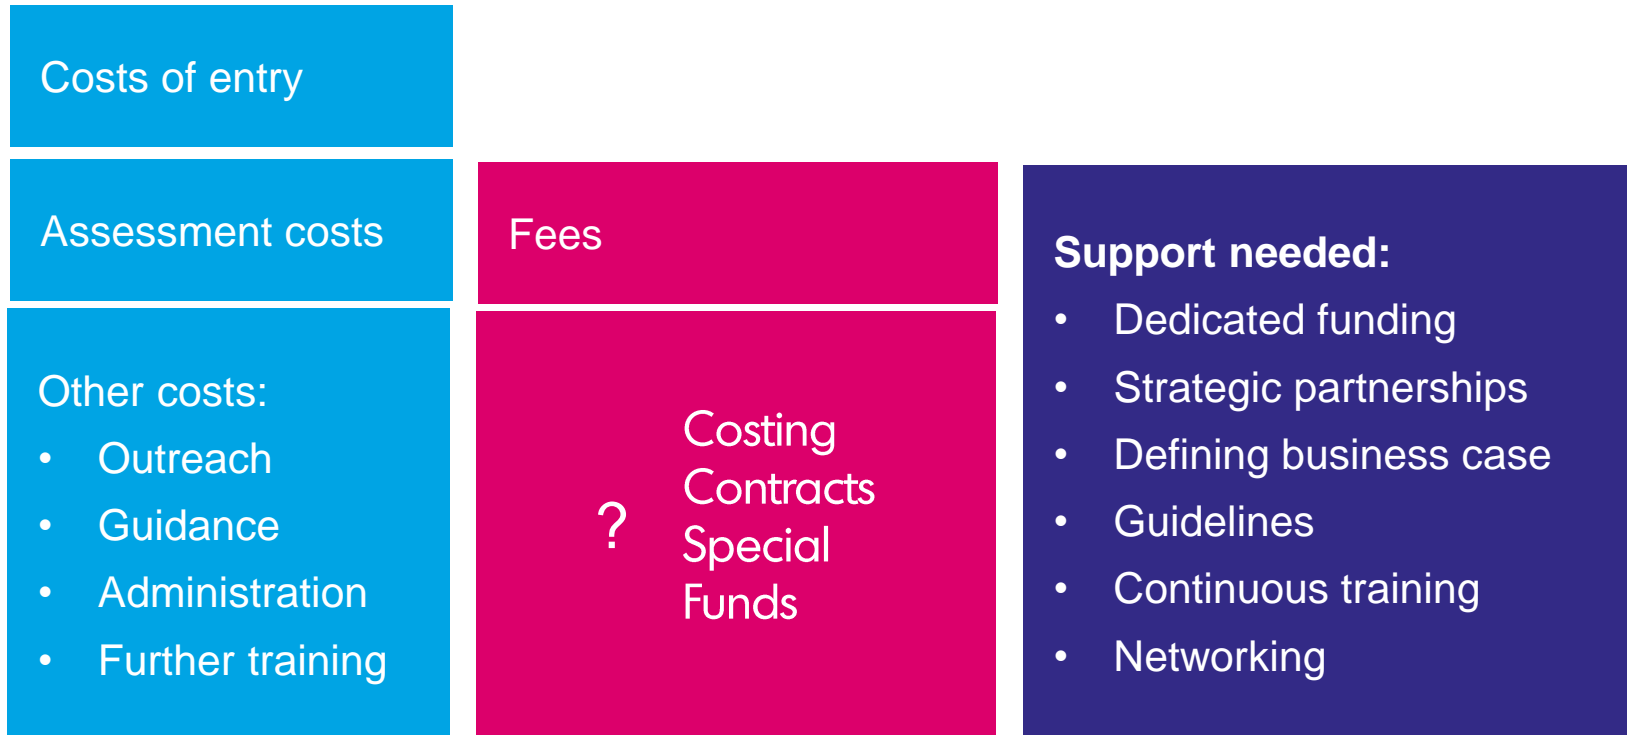 Costs of entry
Assessment costs
Other costs:
• Outreach
• Guidance
• Administration
• Further training
Fees
?
Costing
Contracts
Special
Funds
Support needed:
• Dedicated funding
• Strategic partnerships
• Defining business case
• Guidelines
• Continuous training
• Networking